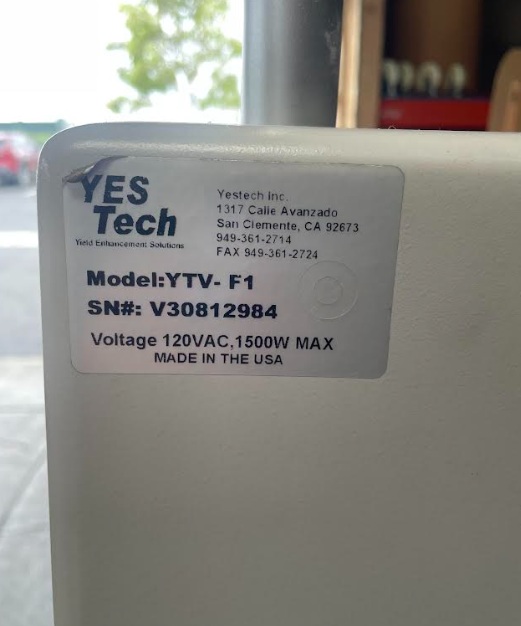 YES
Tech
Yield Enhancement Solutions
Yestech Inc.
1317 Calle Avanzado
San Clemente, CA 92673
949-361-2714
FAX 949-361-2724
Model:YTV- F1
SN#: V30812984
Voltage 120VAC,1500W MAX
MADE IN THE USA